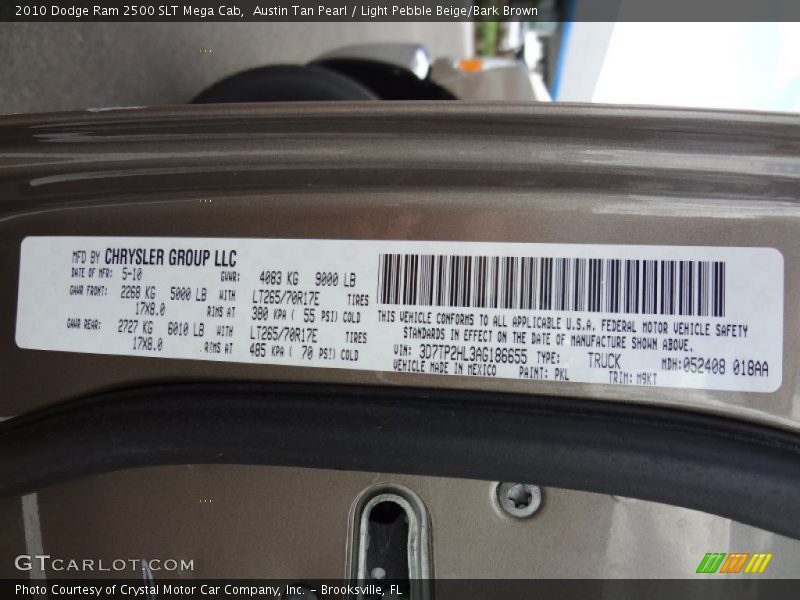 2010 Dodge Ram 2500 SLT Mega Cab, Austin Tan Pearl / Light Pebble Beige/Bark Brown
MFD BY CHRYSLER GROUP LLC
DATE OF MFR: 5-10 GVWR: 4083 KG 9000 LB
GAWR FRONT: 2268 KG 5000 LB WITH LT265/70R17E TIRES
17X8.0 RIMS AT 380 KPA ( 55 PSI) COLD
GAWR REAR: 2727 KG 6010 LB WITH LT265/70R17E TIRES
17X8.0 RIMS AT 485 KPA ( 70 PSI) COLD
THIS VEHICLE CONFORMS TO ALL APPLICABLE U.S.A. FEDERAL MOTOR VEHICLE SAFETY
STANDARDS IN EFFECT ON THE DATE OF MANUFACTURE SHOWN ABOVE.
VIN: 3D7TP2HL3AG186655 TYPE: TRUCK MDH:052408 018AA
VEHICLE MADE IN MEXICO PAINT: PKL TRIM: M9KT
GTCARLOT.COM
Photo Courtesy of Crystal Motor Car Company, Inc. - Brooksville, FL